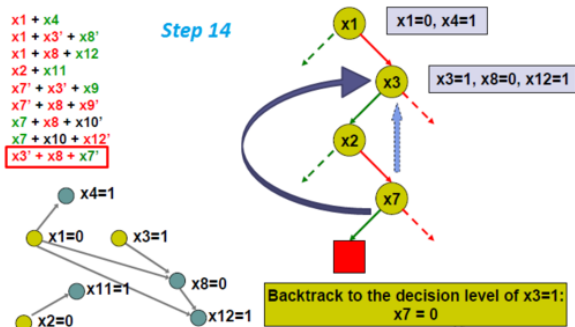 Step 14
x1 + x4
x1 + x3' + x8'
x1 + x8 + x12
x2 + x11
x7' + x3' + x9
x7' + x8 + x9'
x7 + x8 + x10'
x7 + x10 + x12'
x3' + x8 + x7'
x1
x1=0, x4=1
x3
x3=1, x8=0, x12=1
x2
x7
x4=1
x1=0
x3=1
x11=1
x8=0
x2=0
x12=1
Backtrack to the decision level of x3=1:
x7 = 0